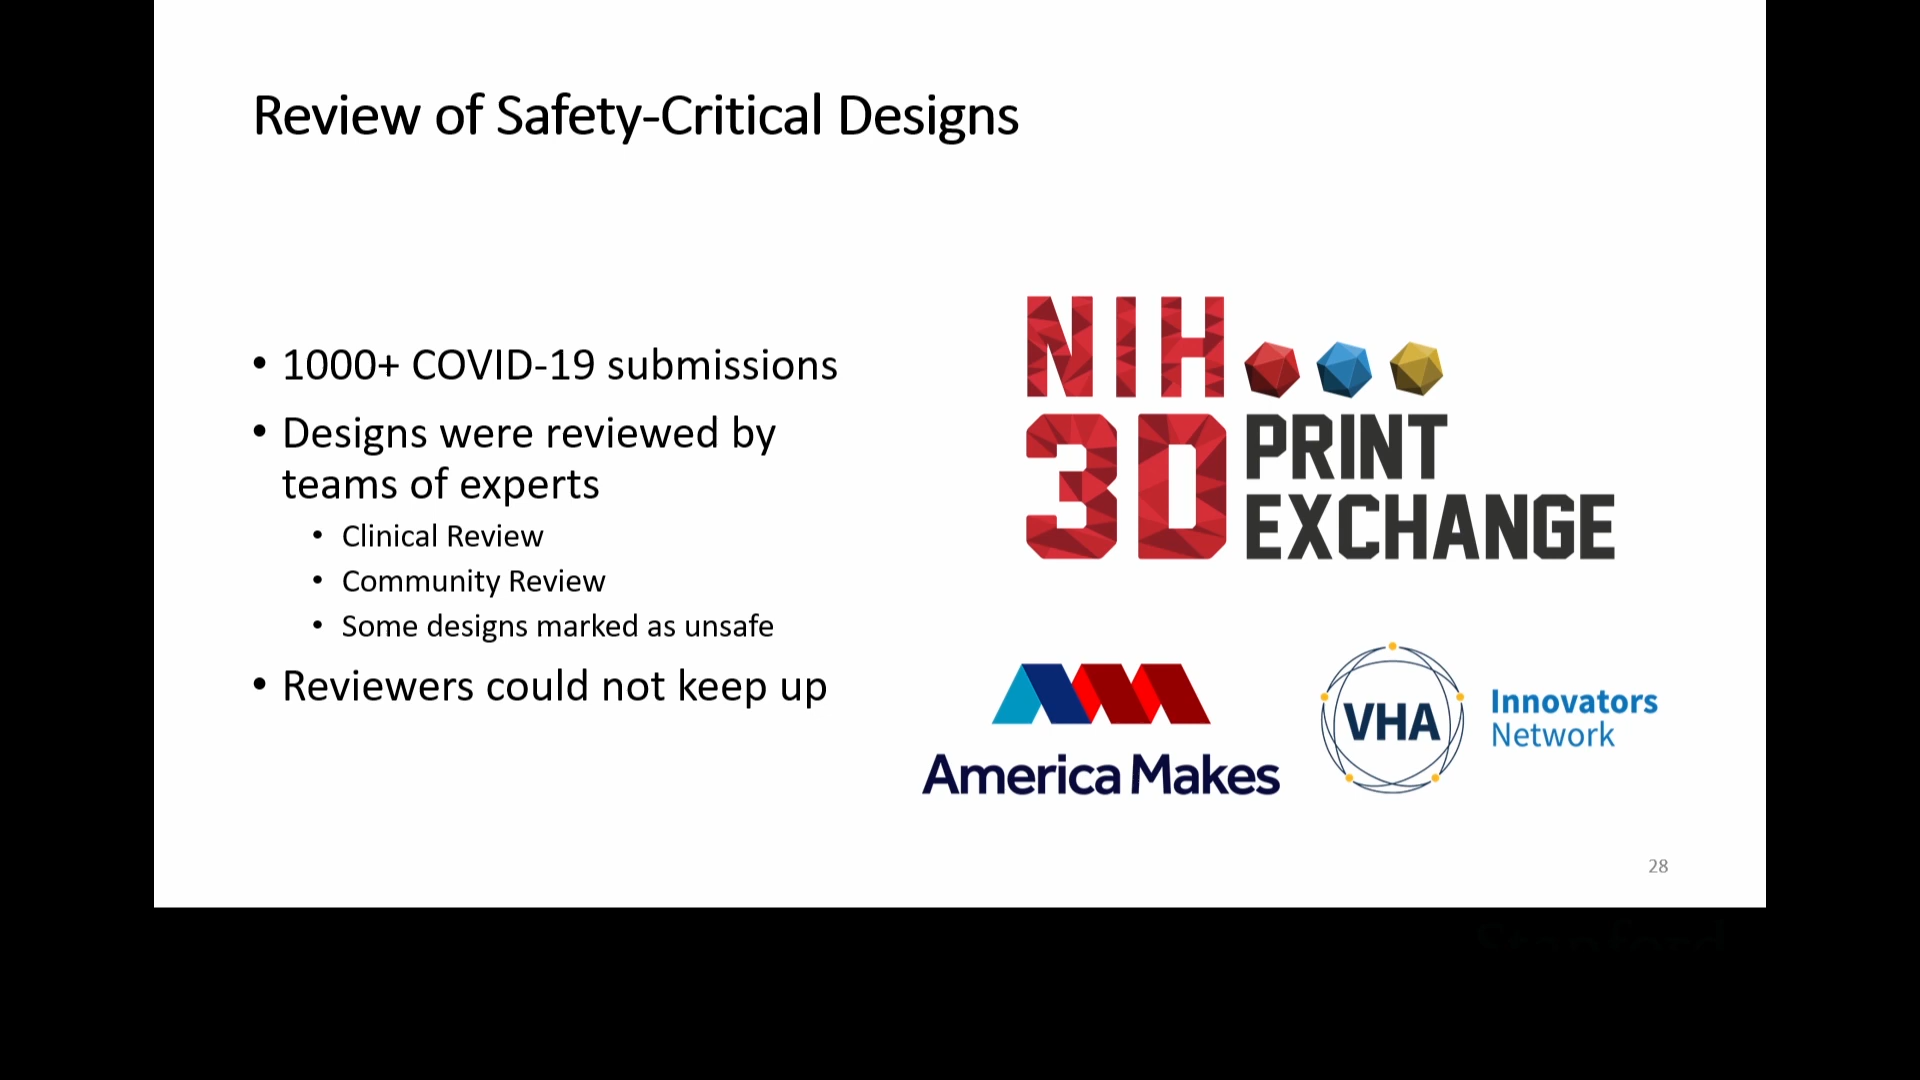 Review of Safety-Critical Designs
• 1000+ COVID-19 submissions
• Designs were reviewed by
teams of experts
• Clinical Review
• Community Review
• Some designs marked as unsafe
• Reviewers could not keep up
NIH
3D PRINT
EXCHANGE
America Makes
VHA
Innovators
Network
28